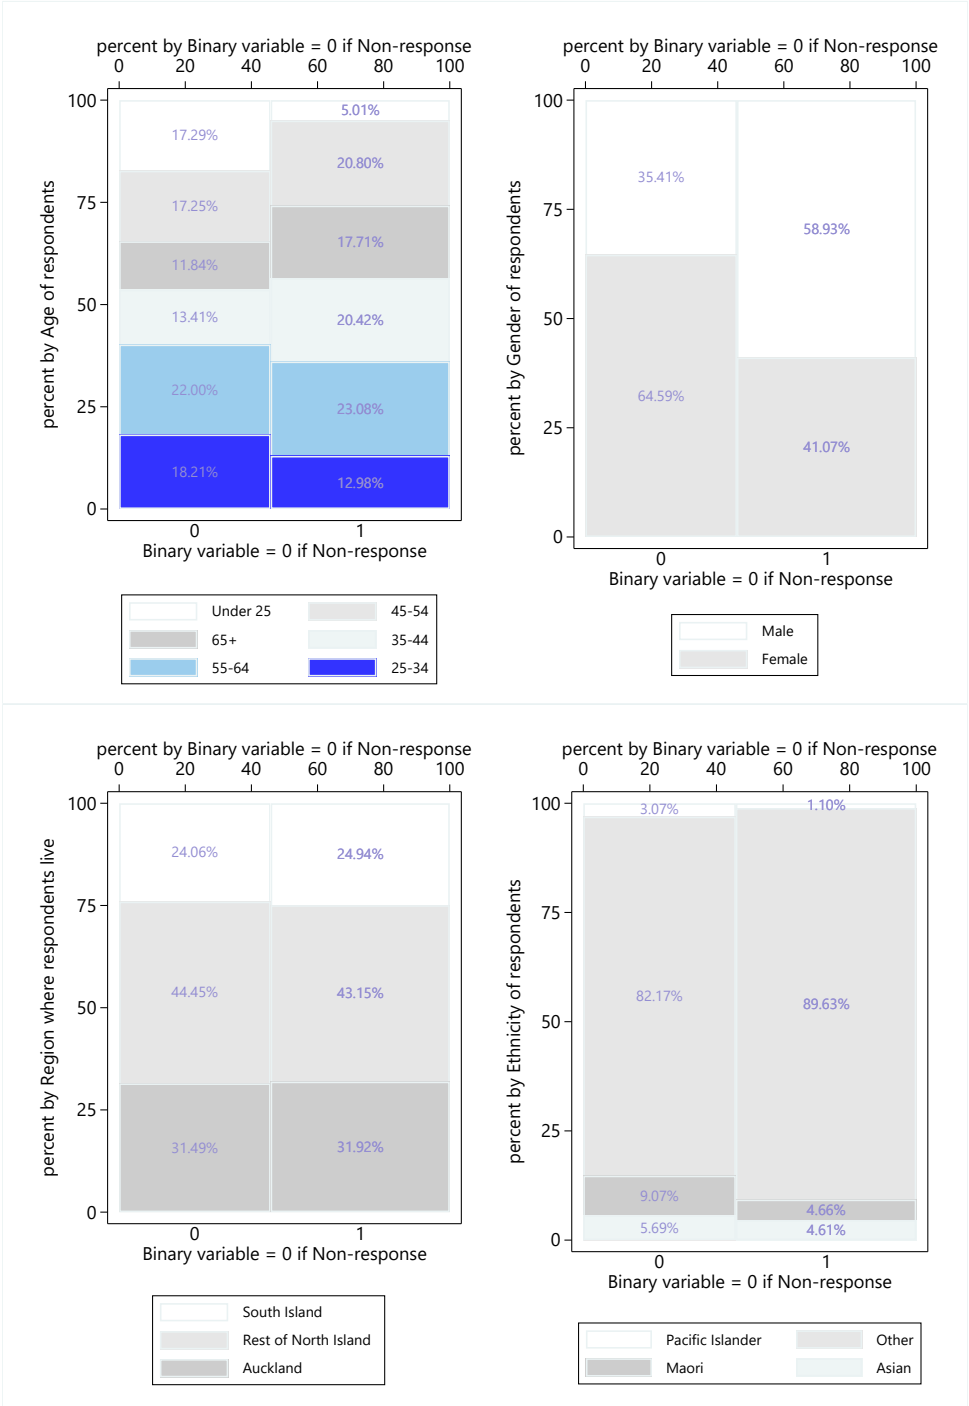 percent by Binary variable = 0 if Non-response
0 20 40 60 80 100
percent by Age of respondents
100
75
50
25
0
17.29%
17.25%
11.84%
13.41%
22.00%
18.21%
5.01%
20.80%
17.71%
20.42%
23.08%
12.98%
0 1
Binary variable = 0 if Non-response
Under 25 45-54
65+ 35-44
55-64 25-34
percent by Binary variable = 0 if Non-response
0 20 40 60 80 100
percent by Gender of respondents
100
75
50
25
0
35.41%
64.59%
58.93%
41.07%
0 1
Binary variable = 0 if Non-response
Male
Female
percent by Binary variable = 0 if Non-response
0 20 40 60 80 100
percent by Region where respondents live
100
75
50
25
0
24.06%
44.45%
31.49%
24.94%
43.15%
31.92%
0 1
Binary variable = 0 if Non-response
South Island
Rest of North Island
Auckland
percent by Binary variable = 0 if Non-response
0 20 40 60 80 100
percent by Ethnicity of respondents
100
75
50
25
0
3.07%
82.17%
9.07%
5.69%
1.10%
89.63%
4.66%
4.61%
0 1
Binary variable = 0 if Non-response
Pacific Islander Other
Maori Asian